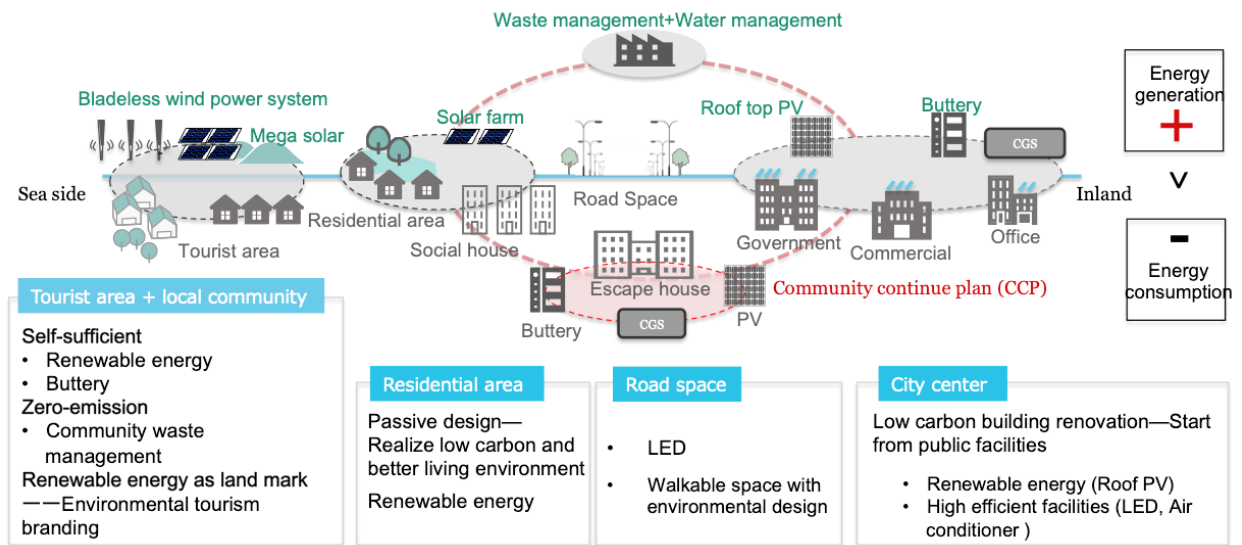 Waste management+Water management
Bladeless wind power system
Mega solar
Solar farm
Roof top PV
Buttery
CGS
Energy
generation
+
Sea side
Inland
v
Tourist area
Residential area
Social house
Road Space
Government
Commercial
Office
-
Energy
consumption
Escape house
Buttery
CGS
PV
Community continue plan (CCP)
Tourist area + local community
Self-sufficient
• Renewable energy
• Buttery
Zero-emission
• Community waste
management
Renewable energy as land mark
——Environmental tourism
branding
Residential area
Passive design—
Realize low carbon and
better living environment
Renewable energy
Road space
• LED
• Walkable space with
environmental design
City center
Low carbon building renovation—Start
from public facilities
• Renewable energy (Roof PV)
• High efficient facilities (LED, Air
conditioner )